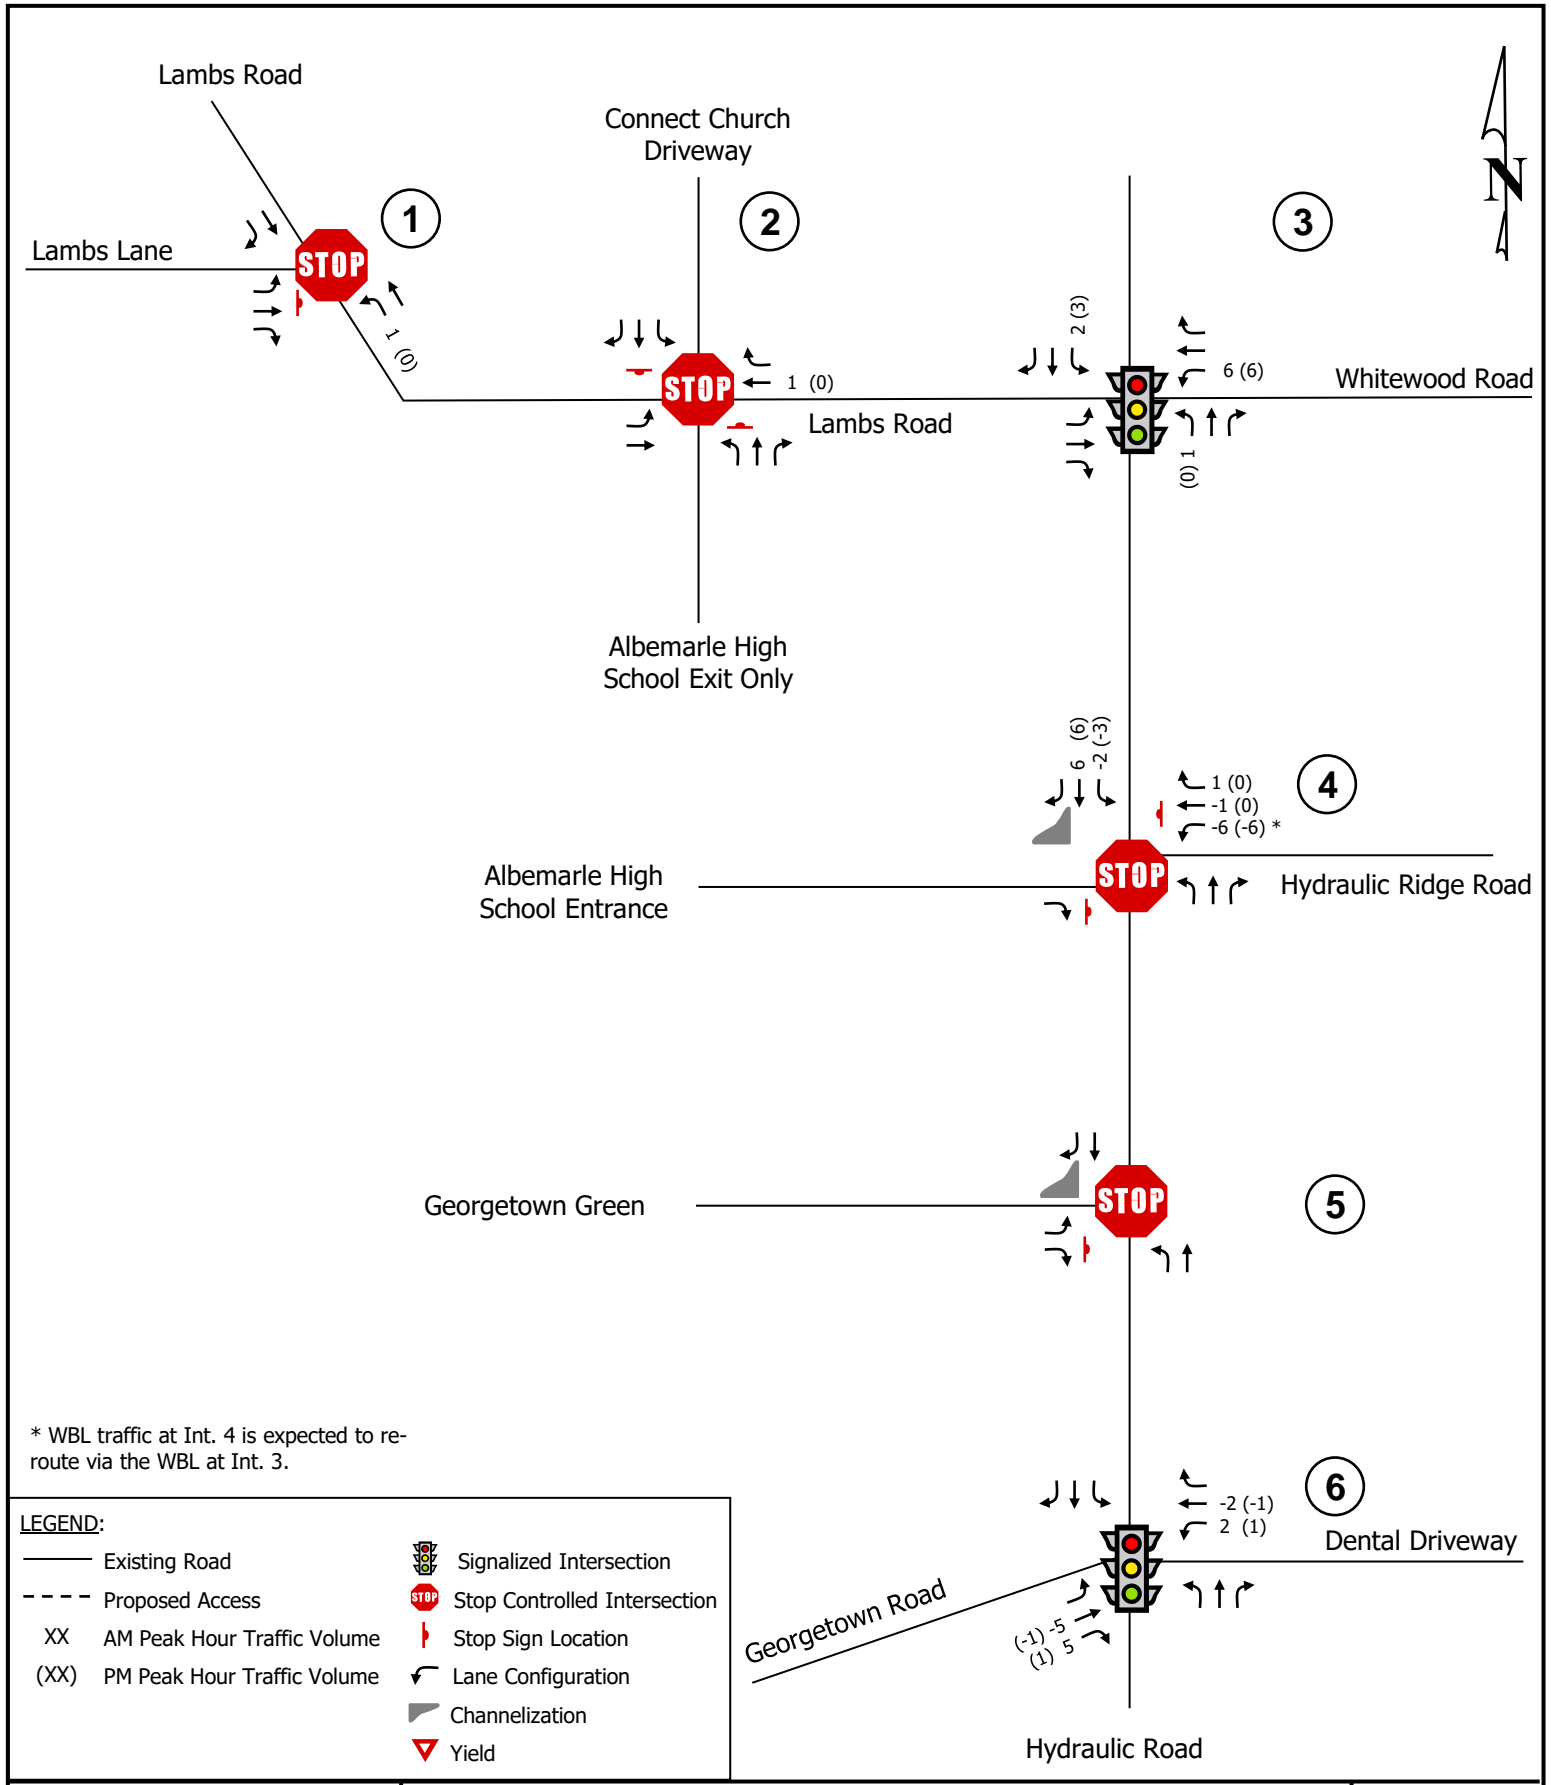 Lambs Road
Connect Church
Driveway
N
1
2
3
Lambs Lane
STOP
1 (0)
2 (3)
6 (6)
Whitewood Road
STOP
1 (0)
Lambs Road
(0) 1
Albemarle High
School Exit Only
6 (6)
-2 (-3)
1 (0)
-1 (0)
-6 (-6) *
4
Albemarle High
School Entrance
STOP
Hydraulic Ridge Road
Georgetown Green
STOP
5
* WBL traffic at Int. 4 is expected to re-
route via the WBL at Int. 3.
6
-2 (-1)
2 (1)
Dental Driveway
Georgetown Road
(-1) -5
(1) 5
Hydraulic Road
LEGEND:
Existing Road
Proposed Access
XX AM Peak Hour Traffic Volume
(XX) PM Peak Hour Traffic Volume
Signalized Intersection
STOP Stop Controlled Intersection
Stop Sign Location
Lane Configuration
Channelization
Yield